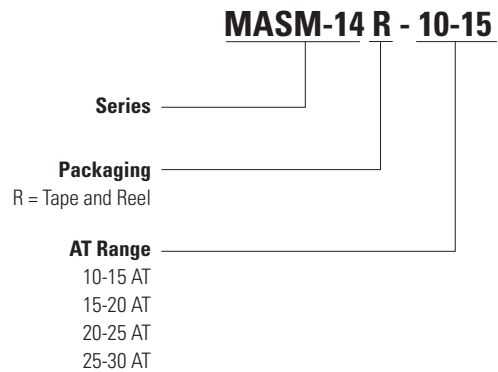 MASM-14 R - 10-15
Series
Packaging
R = Tape and Reel
AT Range
10-15 AT
15-20 AT
20-25 AT
25-30 AT